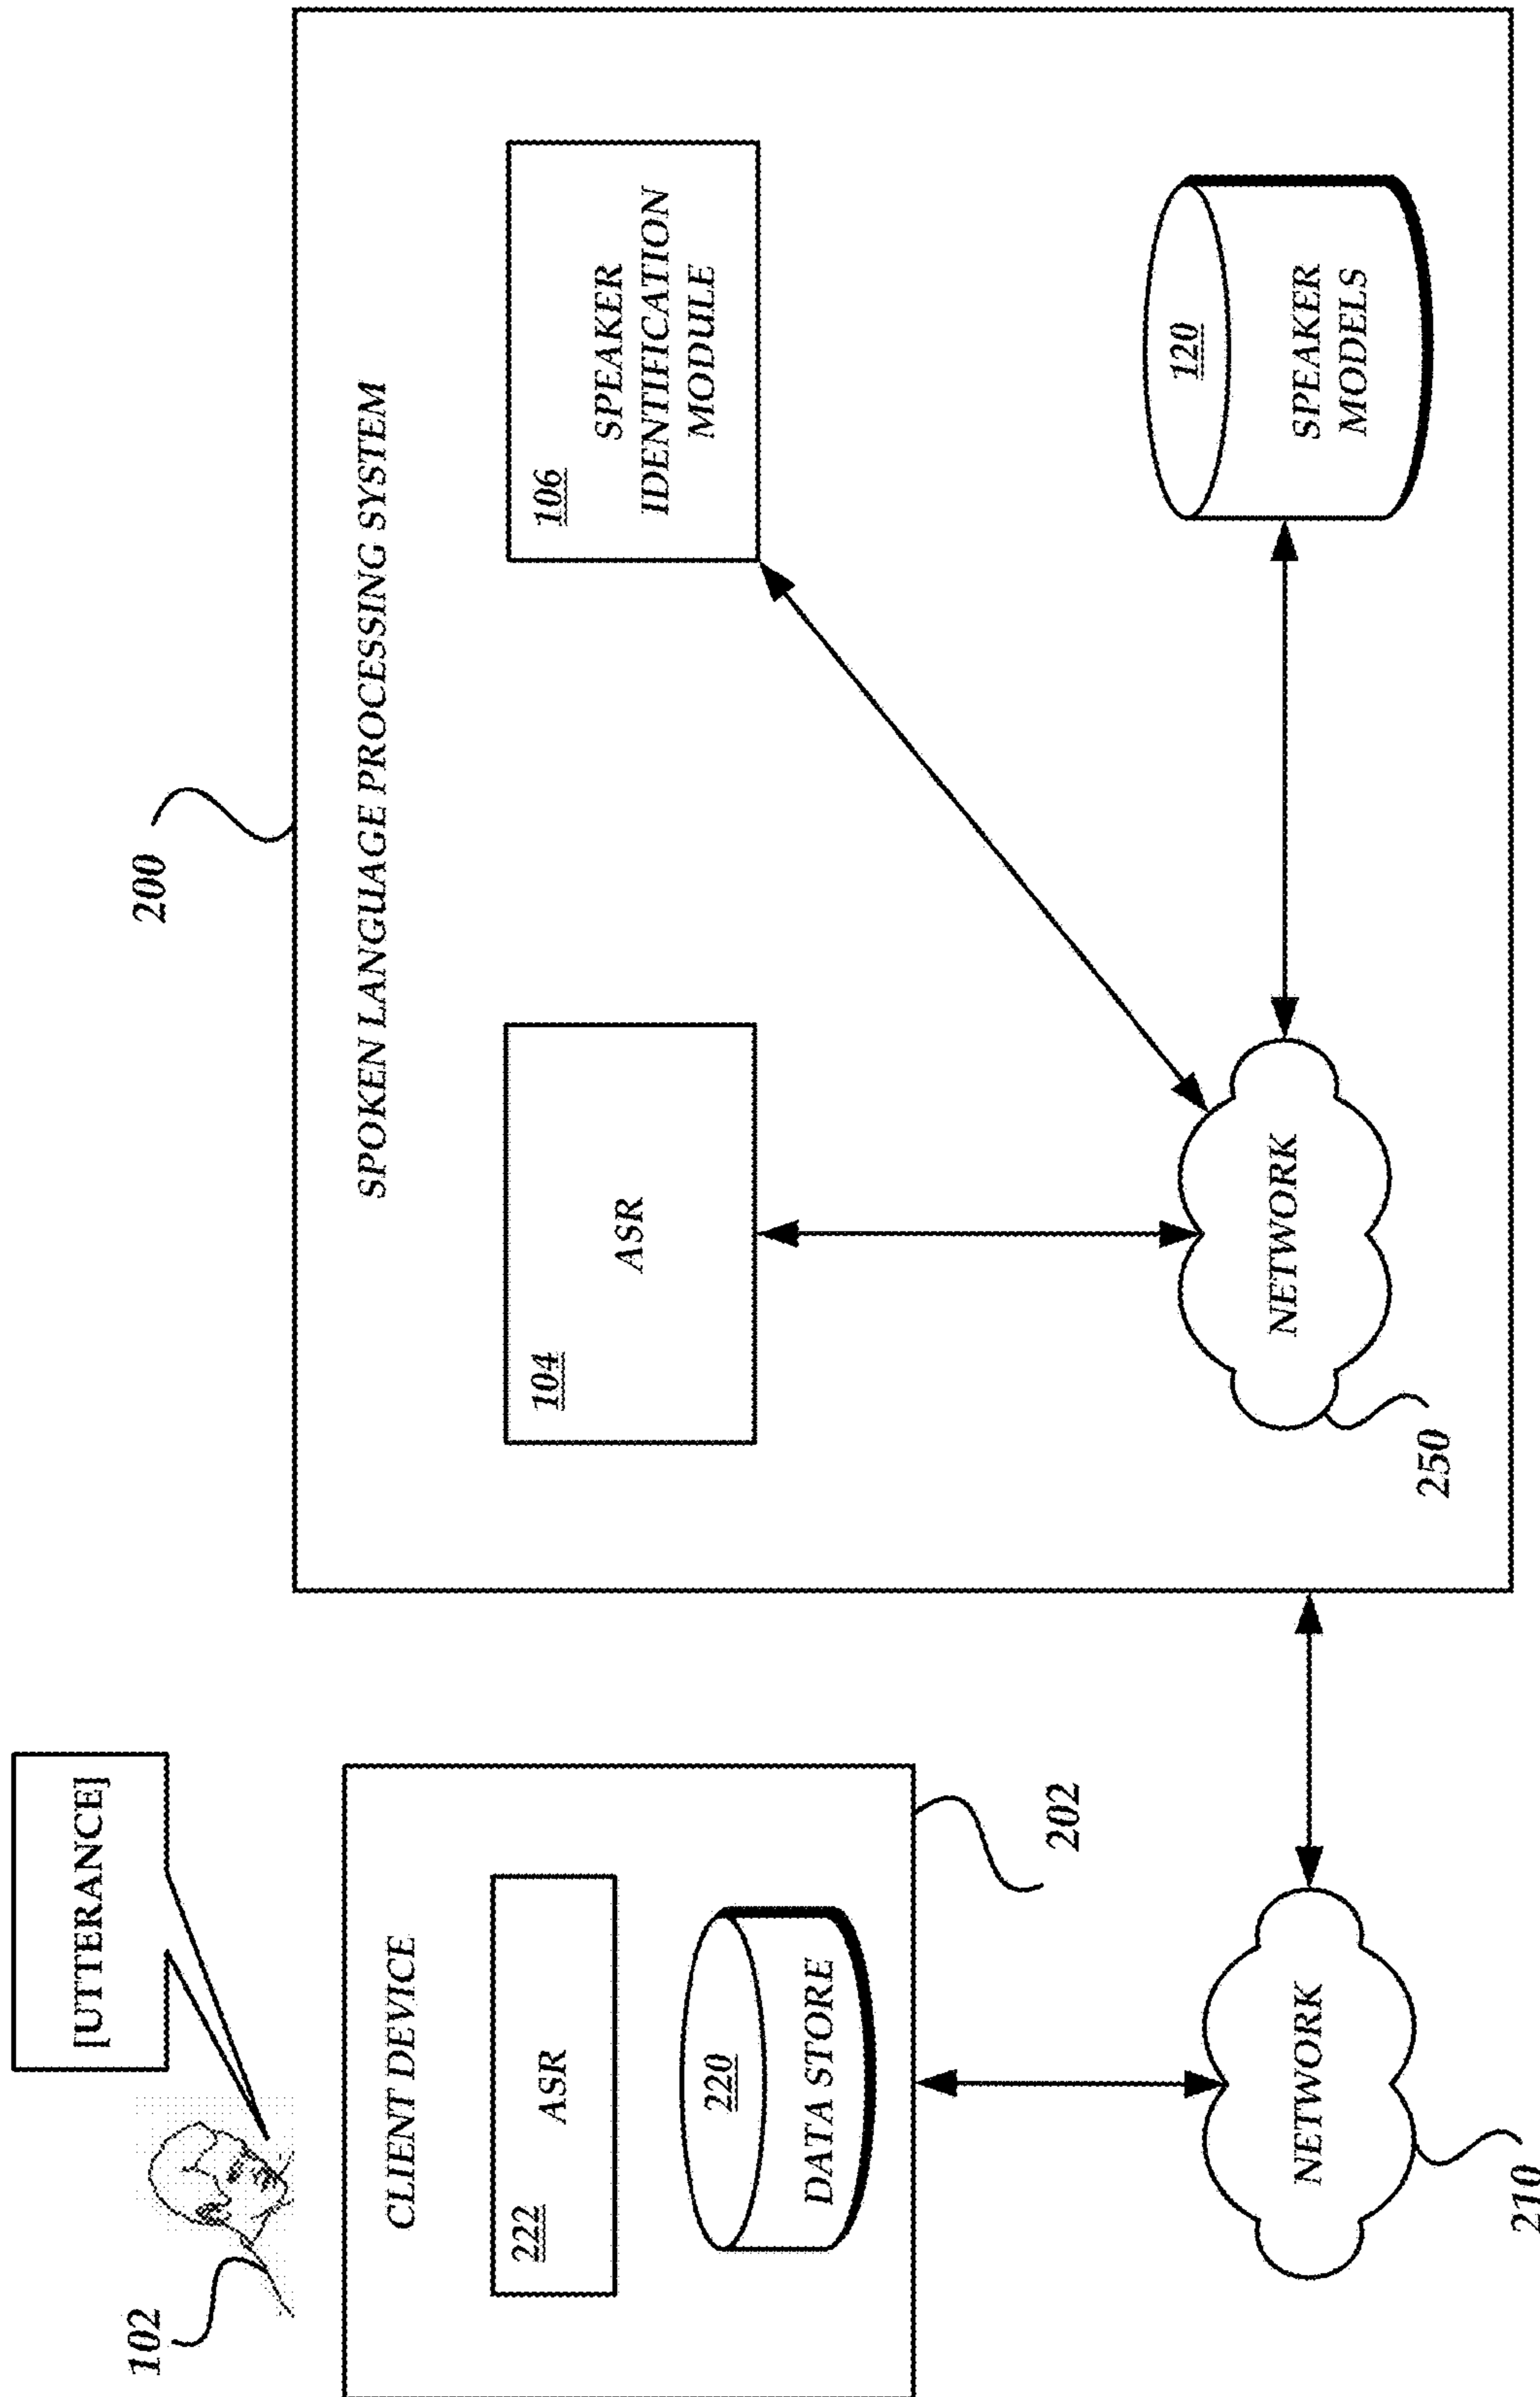 [UTTERANCE]
102
CLIENT DEVICE
222
ASR
220
DATA STORE
202
NETWORK
210
200
SPOKEN LANGUAGE PROCESSING SYSTEM
104
ASR
106
SPEAKER
IDENTIFICATION
MODULE
NETWORK
250
120
SPEAKER
MODELS